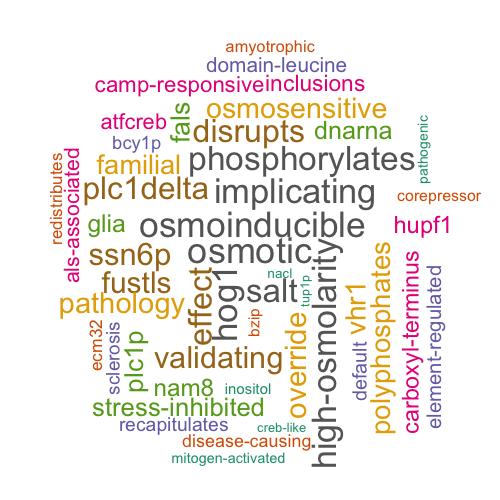 amyotrophic
domain-leucine
camp-responsive
inclusions
osmosensitive
atfcreb
fals
disrupts
dnarna
bcy1p
pathogenic
familial
phosphorylates
redistributes
als-associated
plc1delta
implicating
corepressor
glia
osmoinducible
hupf1
ssn6p
osmotic
fustls
effect
hog1
salt
nacl
tup1p
high-osmolarity
polyphosphates
carboxyl-terminus
element-regulated
pathology
bzip
override
vhr1
default
ecm32
sclerosis
plc1p
validating
nam8
inositol
stress-inhibited
recapitulates
creb-like
disease-causing
mitogen-activated